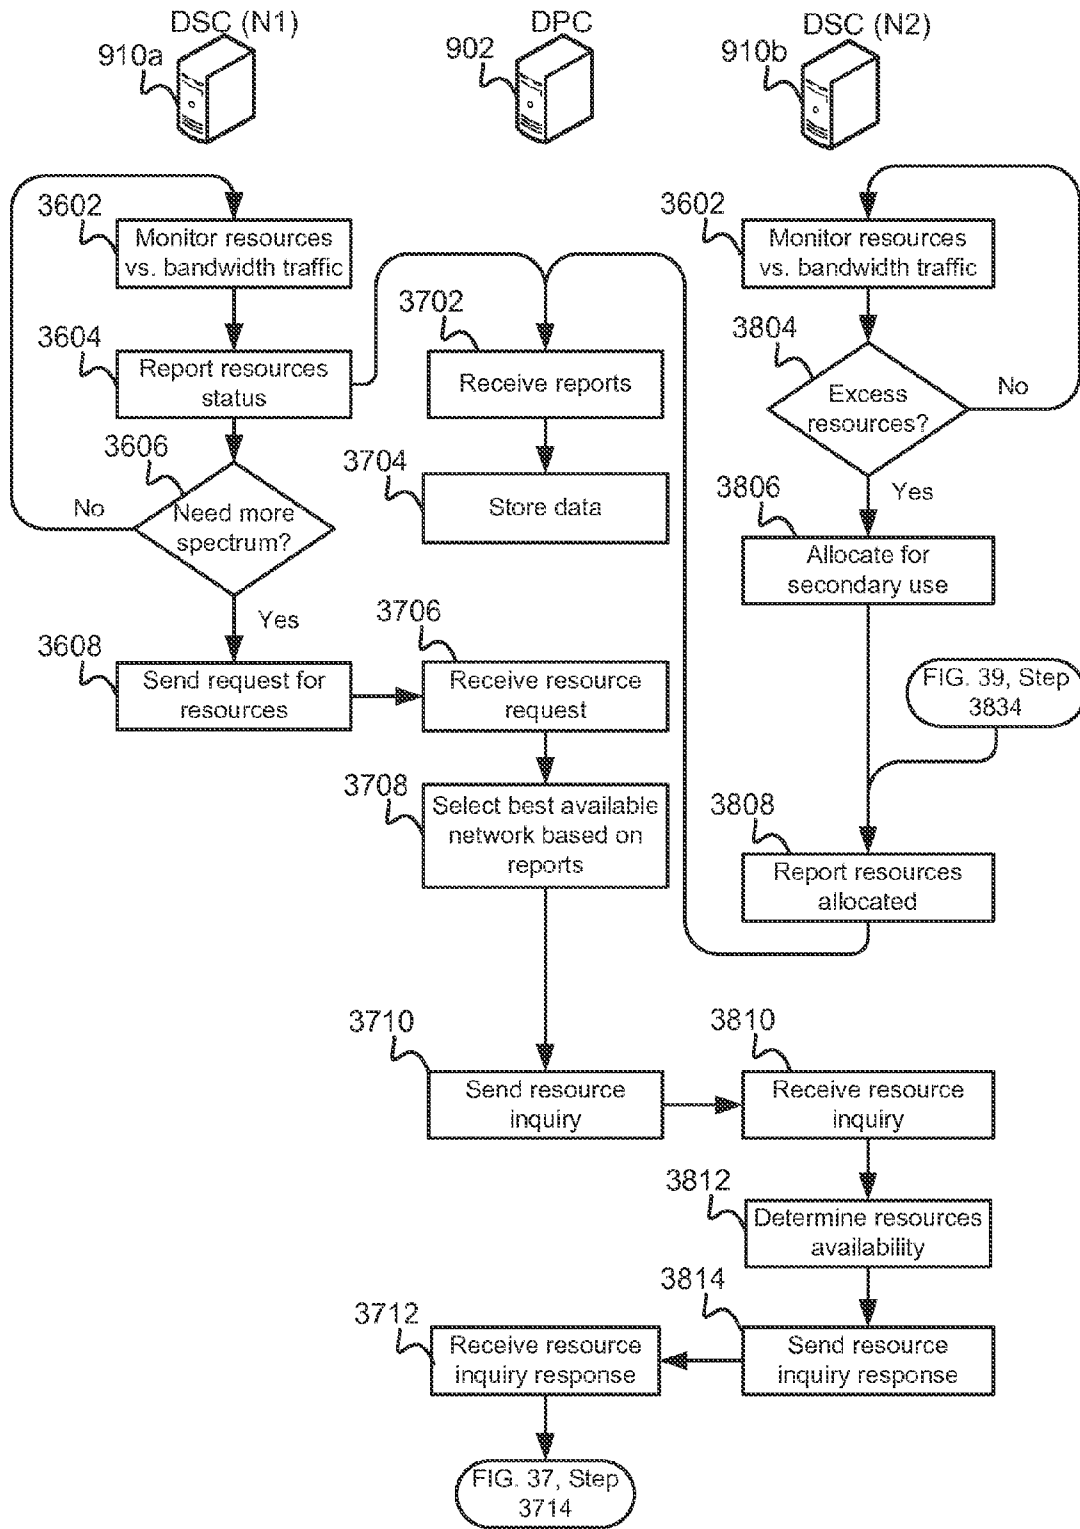 DSC (N1)
DPC
DSC (N2)
910a
902
910b
3602
Monitor resources
vs. bandwidth traffic
3602
Monitor resources
vs. bandwidth traffic
3702
3604
Report resources
status
Receive reports
3804
Excess
resources?
No
3606
Need more
spectrum?
No
3704
Store data
Yes
3806
Allocate for
secondary use
Yes
3608
Send request for
resources
3706
Receive resource
request
FIG. 39, Step
3834
3708
Select best available
network based on
reports
3808
Report resources
allocated
3710
Send resource
inquiry
3810
Receive resource
inquiry
3812
Determine resources
availability
3814
Send resource
inquiry response
3712
Receive resource
inquiry response
FIG. 37, Step
3714